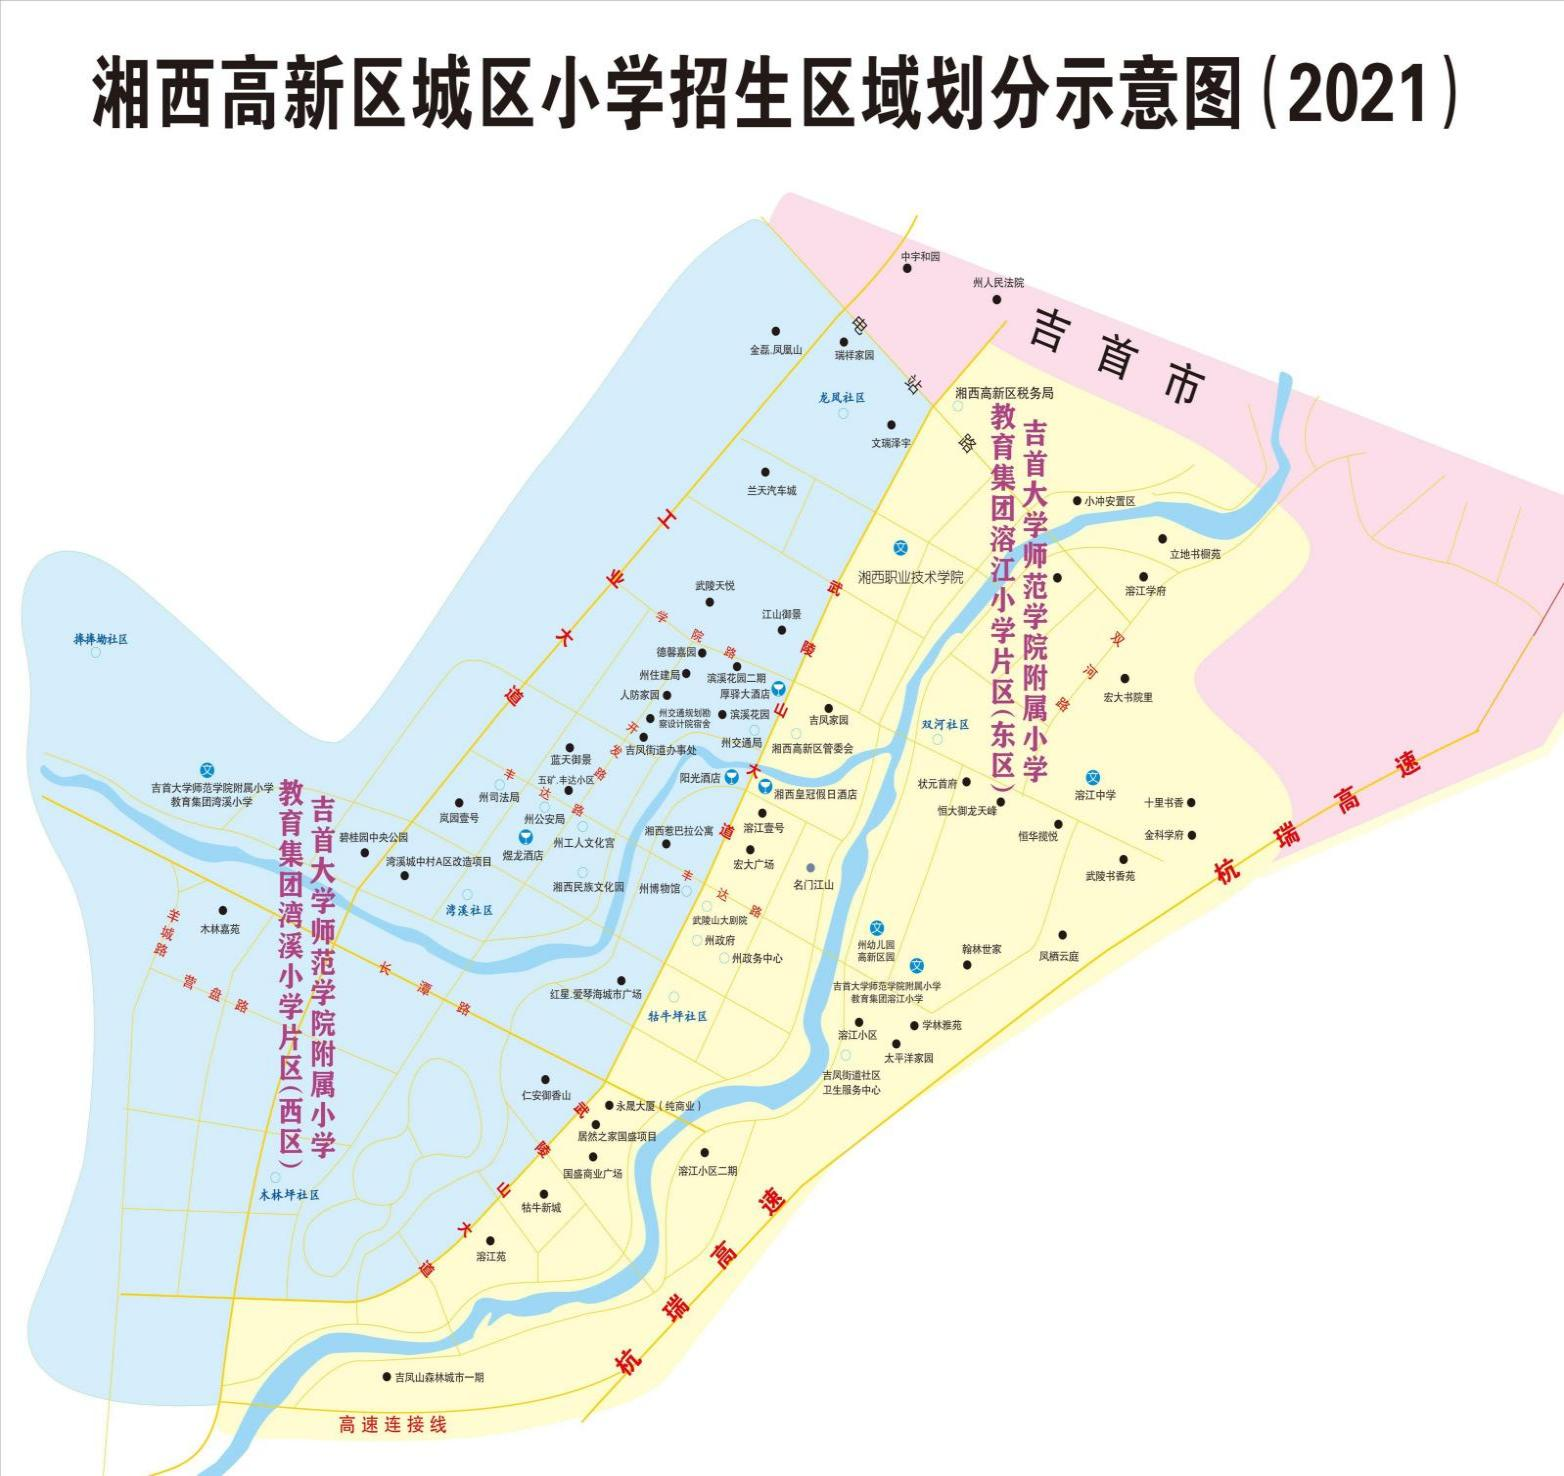 湘西高新区城区小学招生区域划分示意图（2021）
中宇和园
州人民法院
吉首市
金磊.凤凰山
瑞祥家园
电站路
龙凤社区
湘西高新区税务局
文瑞泽宇
兰天汽车城
吉首大学师范学院附属小学
教育集团溶江小学片区（东区）
小冲安置区
立地书橱苑
溶江学府
湘西职业技术学院
工业大道
武陵天悦
江山御景
武陵山大道
学院路
德馨嘉园
州住建局
滨溪花园二期
人防家园
厚驿大酒店
州交通规划勘
察设计院宿舍
滨溪花园
吉凤家园
双河路
宏大书院里
捧捧坳社区
开发路
吉凤街道办事处
州交通局
湘西高新区管委会
双河社区
蓝天御景
五矿.丰达小区
阳光酒店
湘西皇冠假日酒店
状元首府
溶江中学
恒大御龙天峰
十里书香
吉首大学师范学院附属小学
教育集团湾溪小学
州司法局
丰达路
岚园壹号
州公安局
溶江壹号
恒华揽悦
金科学府
碧桂园中央公园
湾溪城中村A区改造项目
煜龙酒店
州工人文化宫
湘西惹巴拉公寓
宏大广场
武陵书香苑
杭瑞高速
吉首大学师范学院附属小学
教育集团湾溪小学片区（西区）
湘西民族文化园
州博物馆
名门江山
丰达路
湾溪社区
武陵山大剧院
木林嘉苑
羊城路
州政府
州政务中心
州幼儿园
高新区园
翰林世家
凤栖云庭
营盘路
长潭路
红星.爱琴海城市广场
吉首大学师范学院附属小学
教育集团溶江小学
牯牛坪社区
溶江小区
学林雅苑
太平洋家园
吉凤街道社区
卫生服务中心
仁安御香山
永晟大厦（纯商业）
居然之家国盛项目
国盛商业广场
溶江小区二期
木林坪社区
牯牛新城
武陵山大道
溶江苑
杭瑞高速
吉凤山森林城市一期
高速连接线